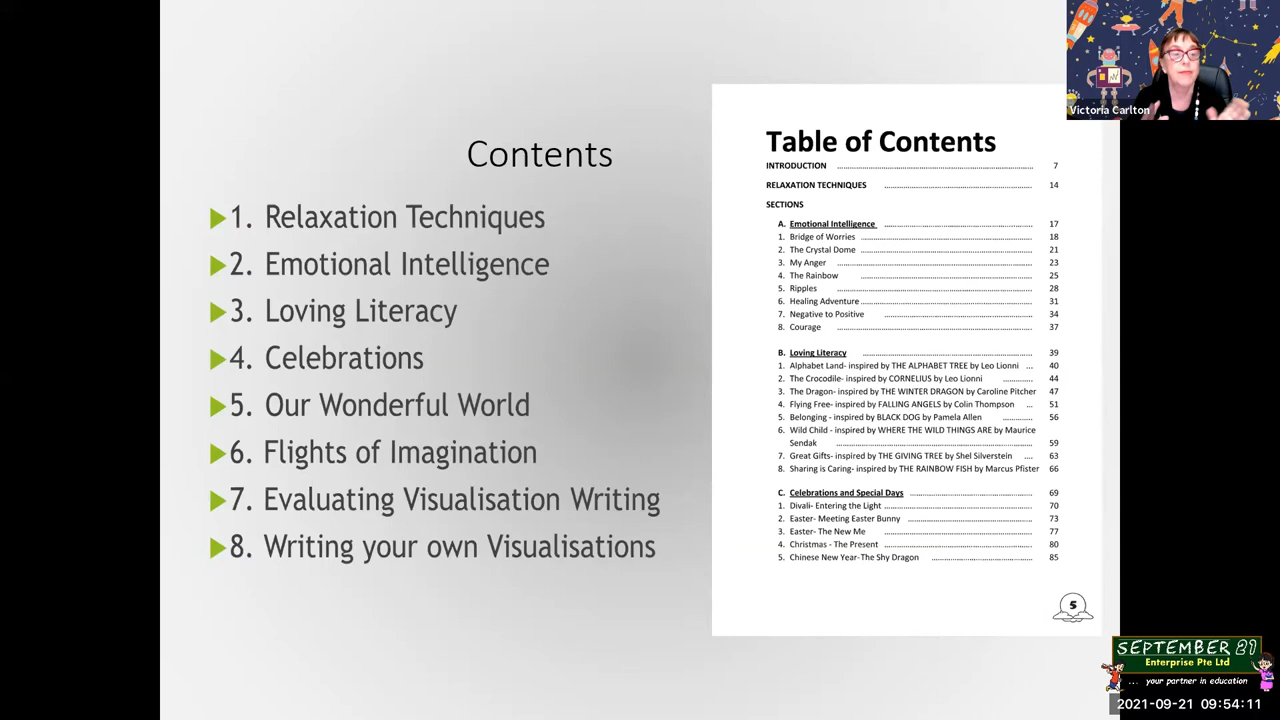 Contents
1. Relaxation Techniques
2. Emotional Intelligence
3. Loving Literacy
4. Celebrations
5. Our Wonderful World
6. Flights of Imagination
7. Evaluating Visualisation Writing
8. Writing your own Visualisations
Table of Contents
INTRODUCTION 7
RELAXATION TECHNIQUES 14
SECTIONS
A. Emotional Intelligence 17
1. Bridge of Worries 18
2. The Crystal Dome 21
3. My Anger 23
4. The Rainbow 25
5. Ripples 28
6. Healing Adventure 31
7. Negative to Positive 34
8. Courage 37
B. Loving Literacy 39
1. Alphabet Land- inspired by THE ALPHABET TREE by Leo Lionni ... 40
2. The Crocodile- inspired by CORNELIUS by Leo Lionni 44
3. The Dragon- inspired by THE WINTER DRAGON by Caroline Pitcher 47
4. Flying Free- inspired by FALLING ANGELS by Colin Thompson ... 51
5. Belonging - inspired by BLACK DOG by Pamela Allen 56
6. Wild Child - inspired by WHERE THE WILD THINGS ARE by Maurice
Sendak 59
7. Great Gifts- inspired by THE GIVING TREE by Shel Silverstein .... 63
8. Sharing is Caring- inspired by THE RAINBOW FISH by Marcus Pfister 66
C. Celebrations and Special Days 69
1. Divali- Entering the Light 70
2. Easter- Meeting Easter Bunny 73
3. Easter- The New Me 77
4. Christmas - The Present 80
5. Chinese New Year-The Shy Dragon 85
5
Victoria Carlton
SEPTEMBER 21
Enterprise Pte Ltd
... your partner in education
2021-09-21 09:54:11